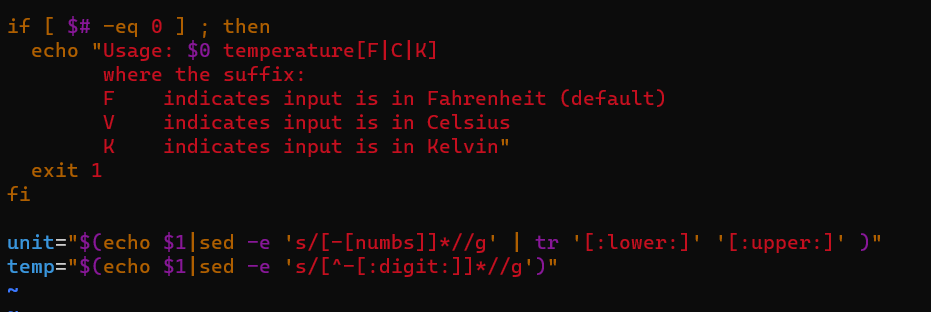 if [ $# -eq 0 ] ; then
  echo "Usage: $0 temperature[F|C|K]
        where the suffix:
        F    indicates input is in Fahrenheit (default)
        V    indicates input is in Celsius
        K    indicates input is in Kelvin"
  exit 1
fi

unit="$(echo $1|sed -e 's/[-[numbs]]*//g' | tr '[:lower:]' '[:upper:]' )"
temp="$(echo $1|sed -e 's/[^-[:digit:]]*//g')"
~